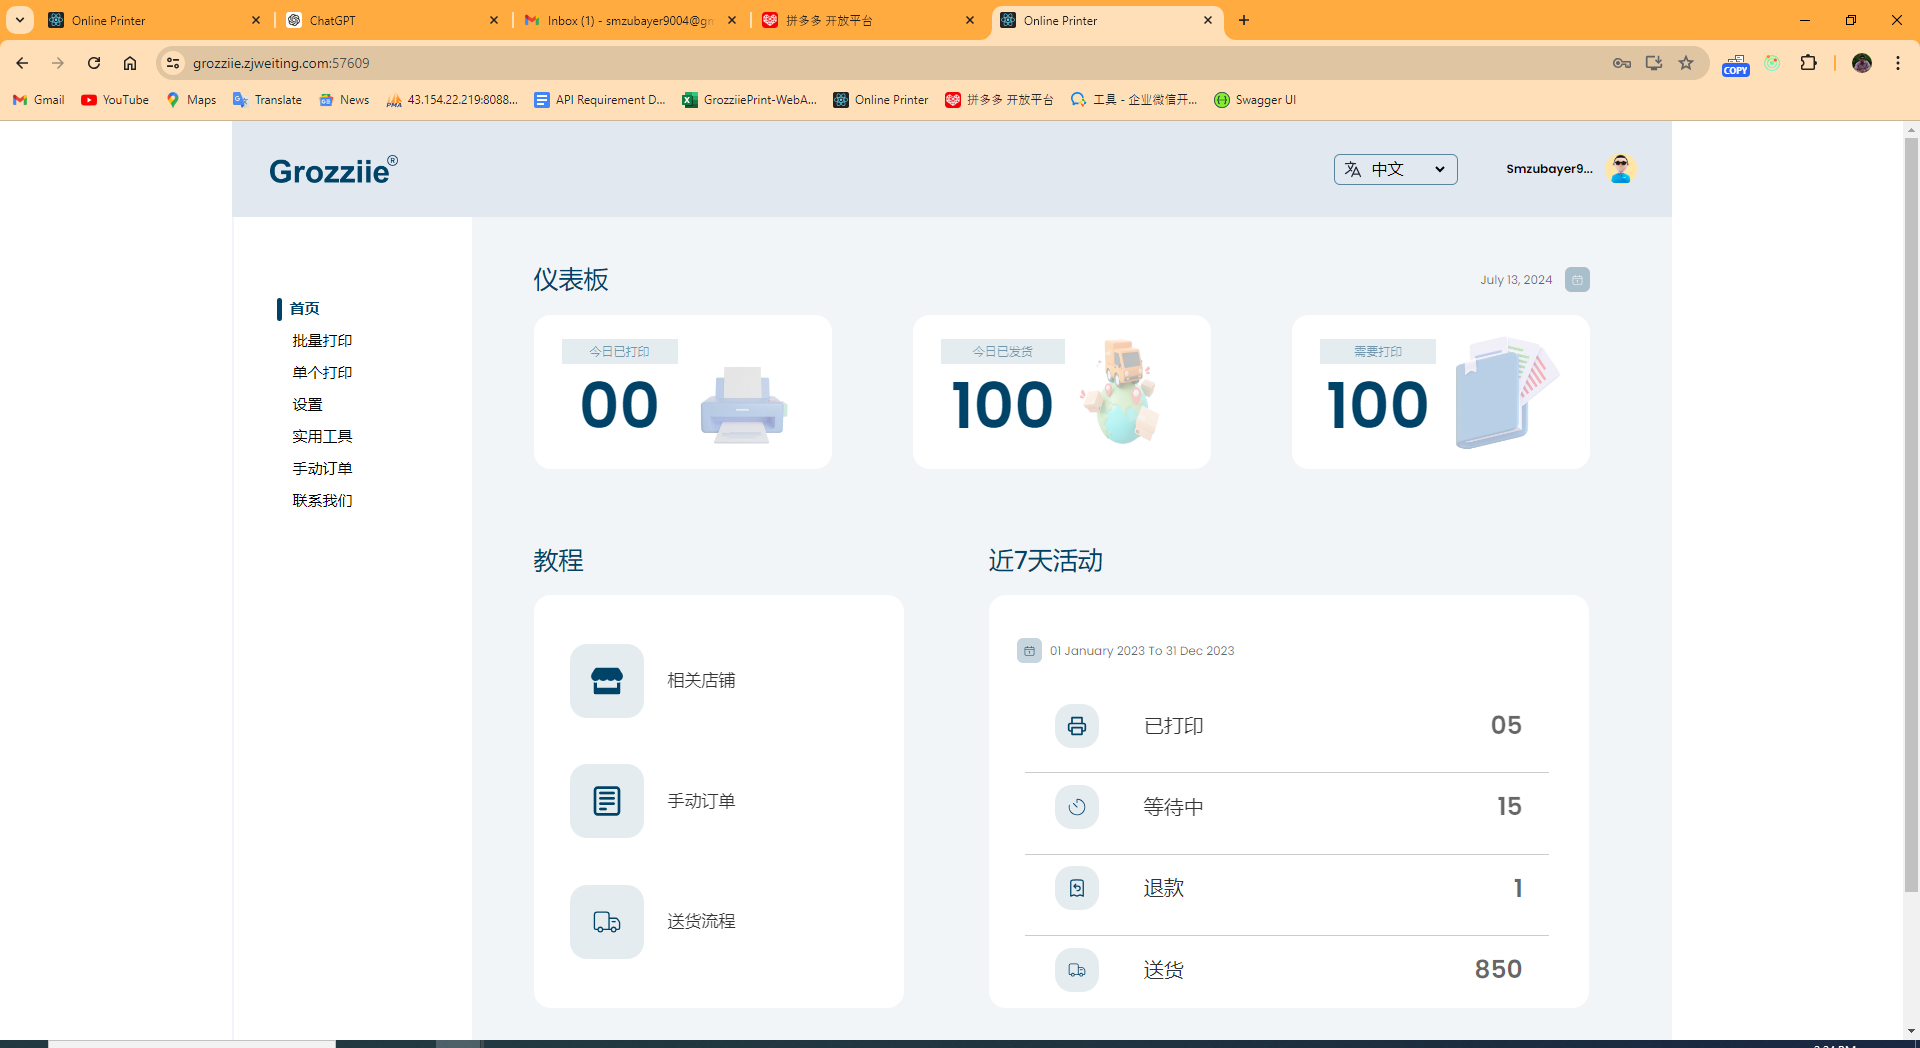 Online Printer
ChatGPT
Inbox (1) - smzubayer9004@gm
拼多多 开放平台
Online Printer
grozziie.zjweiting.com:57609
COPY
Gmail
YouTube
Maps
Translate
News
43.154.22.219:8088...
API Requirement D...
GrozziiePrint-WebA...
Online Printer
拼多多 开放平台
工具 - 企业微信开...
Swagger UI
Grozziie®
中文
Smzubayer9...
首页
批量打印
单个打印
设置
实用工具
手动订单
联系我们
仪表板
July 13, 2024
今日已打印
00
今日已发货
100
需要打印
100
教程
相关店铺
手动订单
送货流程
近7天活动
01 January 2023 To 31 Dec 2023
已打印 05
等待中 15
退款 1
送货 850